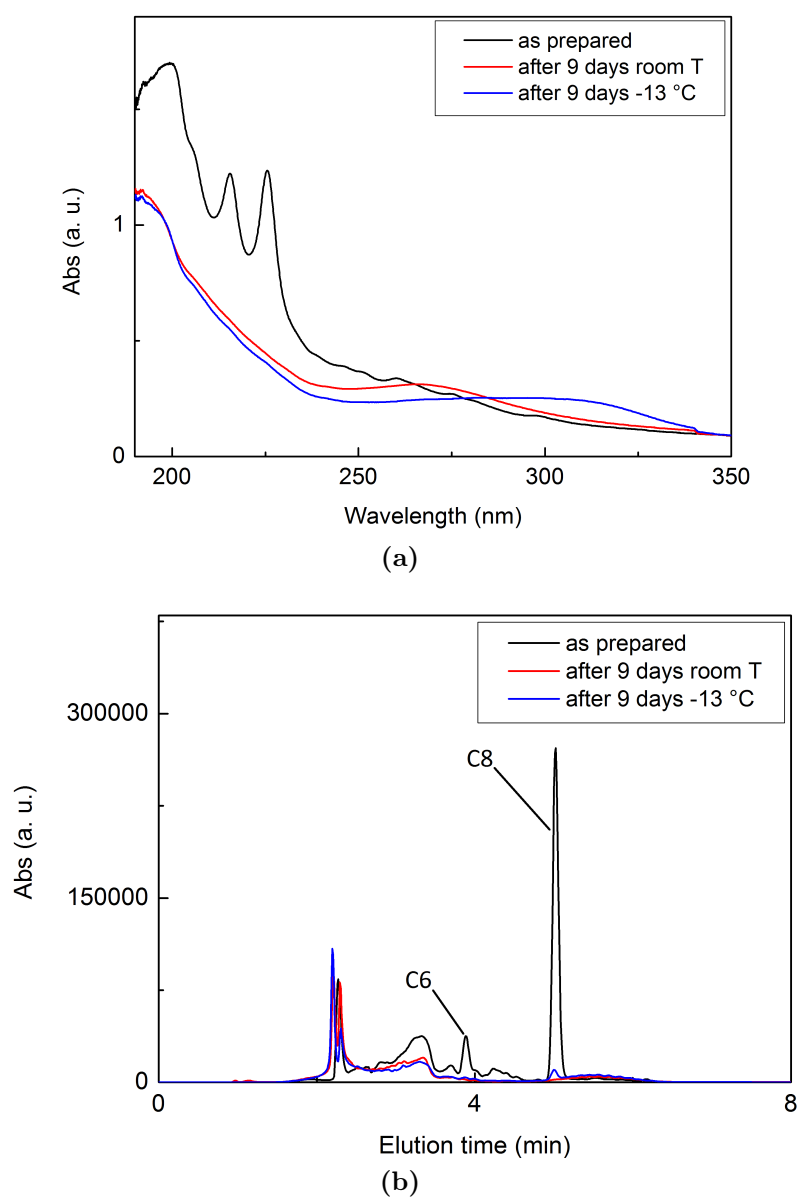 as prepared
after 9 days room T
after 9 days -13 °C
Abs (a. u.)
1
0
200
250
300
350
Wavelength (nm)
(a)
as prepared
after 9 days room T
after 9 days -13 °C
300000
C8
Abs (a. u.)
150000
C6
0
0
4
8
Elution time (min)
(b)